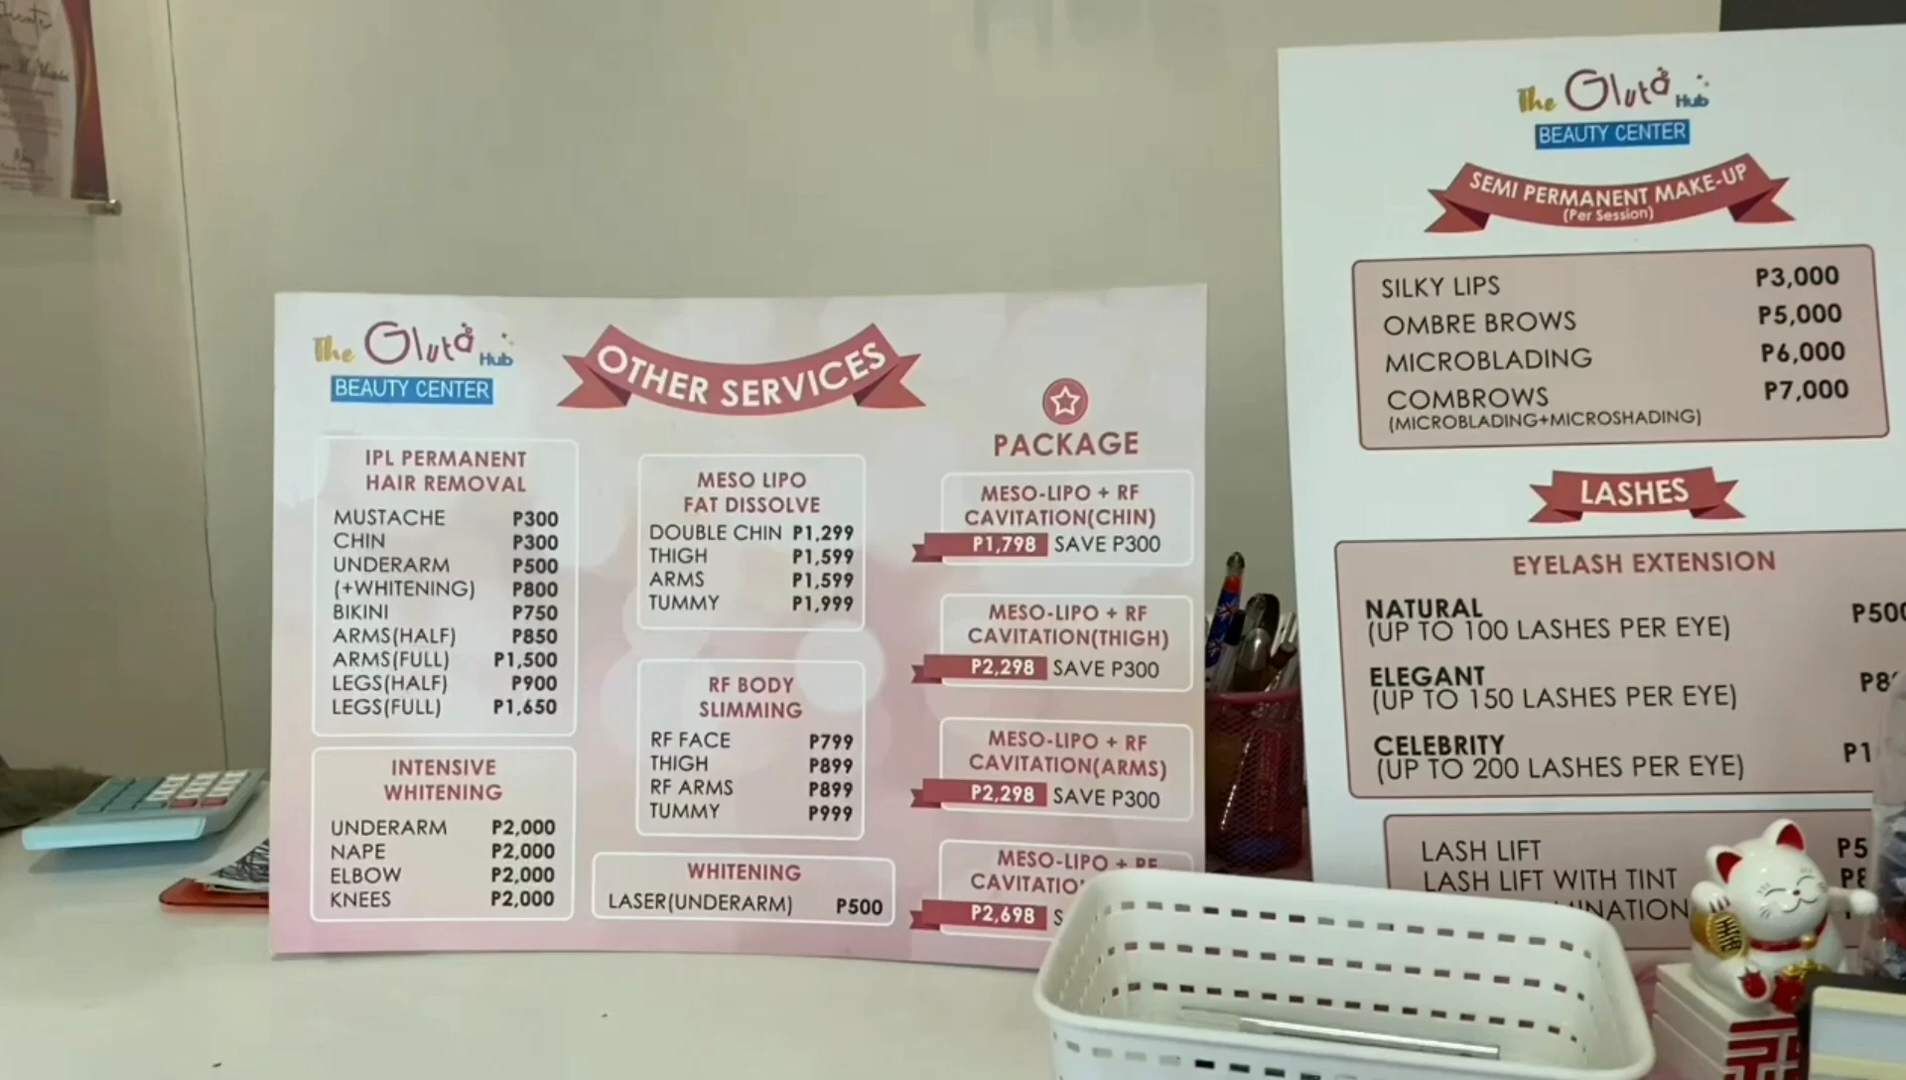 The Gluta Hub
BEAUTY CENTER
OTHER SERVICES
IPL PERMANENT
HAIR REMOVAL
MUSTACHE P300
CHIN P300
UNDERARM P500
(+WHITENING) P800
BIKINI P750
ARMS(HALF) P850
ARMS(FULL) P1,500
LEGS(HALF) P900
LEGS(FULL) P1,650
INTENSIVE
WHITENING
UNDERARM P2,000
NAPE P2,000
ELBOW P2,000
KNEES P2,000
MESO LIPO
FAT DISSOLVE
DOUBLE CHIN P1,299
THIGH P1,599
ARMS P1,599
TUMMY P1,999
RF BODY
SLIMMING
RF FACE P799
THIGH P899
RF ARMS P899
TUMMY P999
WHITENING
LASER(UNDERARM) P500
PACKAGE
MESO-LIPO + RF
CAVITATION(CHIN)
P1,798 SAVE P300
MESO-LIPO + RF
CAVITATION(THIGH)
P2,298 SAVE P300
MESO-LIPO + RF
CAVITATION(ARMS)
P2,298 SAVE P300
MESO-LIPO + RF
P2,698
The Gluta Hub
BEAUTY CENTER
SEMI PERMANENT MAKE-UP
(Per Session)
SILKY LIPS P3,000
OMBRE BROWS P5,000
MICROBLADING P6,000
COMBROWS P7,000
(MICROBLADING+MICROSHADING)
LASHES
EYELASH EXTENSION
NATURAL P500
(UP TO 100 LASHES PER EYE)
ELEGANT
(UP TO 150 LASHES PER EYE)
CELEBRITY
(UP TO 200 LASHES PER EYE)
LASH LIFT
LASH LIFT WITH TINT